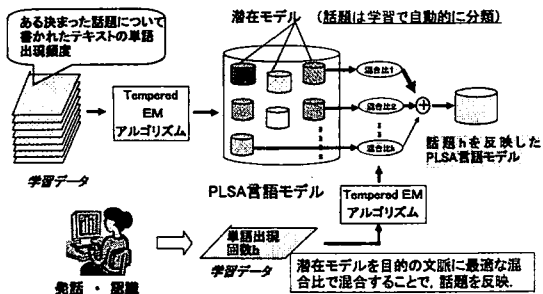 ある決まった話題について
書かれたテキストの単語
出現頻度
潜在モデル
(話題は学習で自動的に分類)
Tempered
EM
アルゴリズム
混合比1
混合比2
混合比k
学習データ
PLSA言語モデル
話題hを反映した
PLSA言語モデル
Tempered EM
アルゴリズム
単語出現
回数h
学習データ
発話・認識
潜在モデルを目的の文脈に最適な混
合比で混合することで,話題を反映.